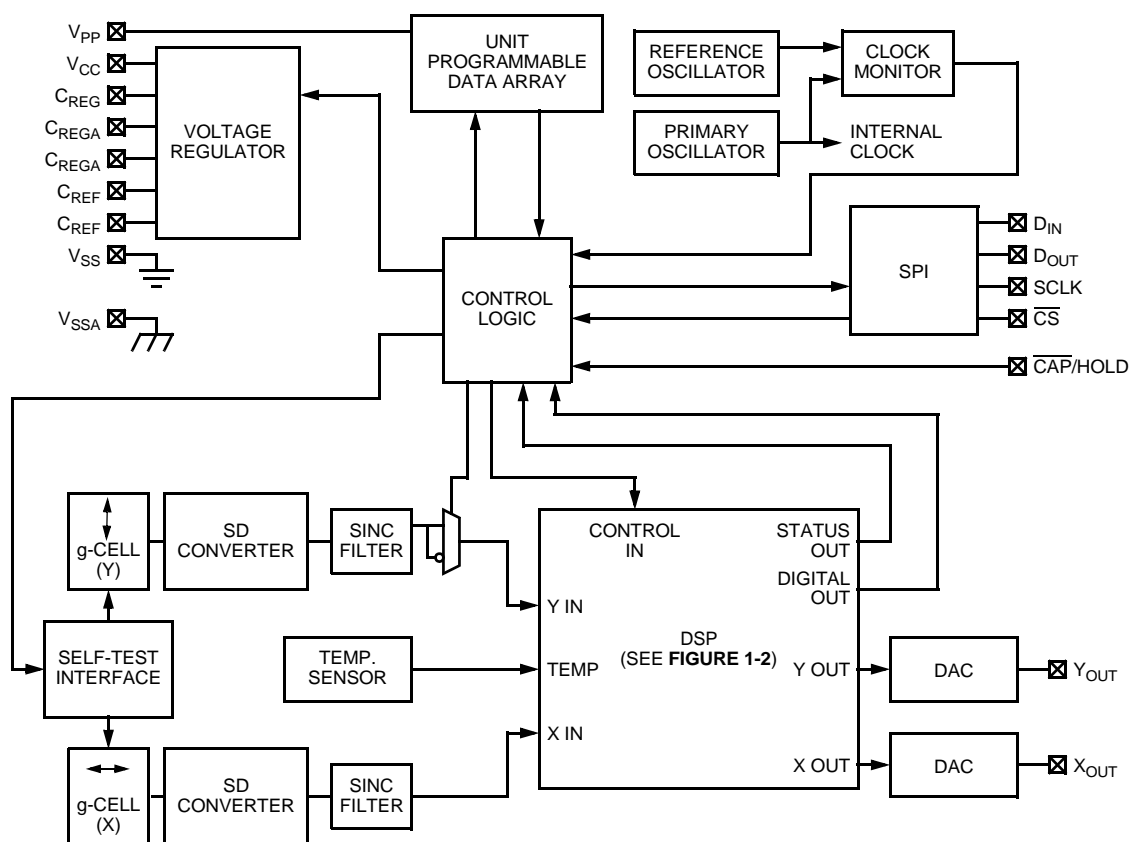 VPP
VCC
CREG
CREGA
CREGA
CREF
CREF
VSS
VSSA
VOLTAGE
REGULATOR
UNIT
PROGRAMMABLE
DATA ARRAY
REFERENCE
OSCILLATOR
CLOCK
MONITOR
PRIMARY
OSCILLATOR
INTERNAL
CLOCK
CONTROL
LOGIC
SPI
DIN
DOUT
SCLK
C̅S̅
C̅A̅P̅/HOLD
g-CELL
(Y)
SD
CONVERTER
SINC
FILTER
SELF-TEST
INTERFACE
TEMP.
SENSOR
g-CELL
(X)
SD
CONVERTER
SINC
FILTER
CONTROL
IN
STATUS
OUT
DIGITAL
OUT
Y IN
DSP
(SEE FIGURE 1-2)
TEMP
Y OUT
X IN
X OUT
DAC
YOUT
DAC
XOUT